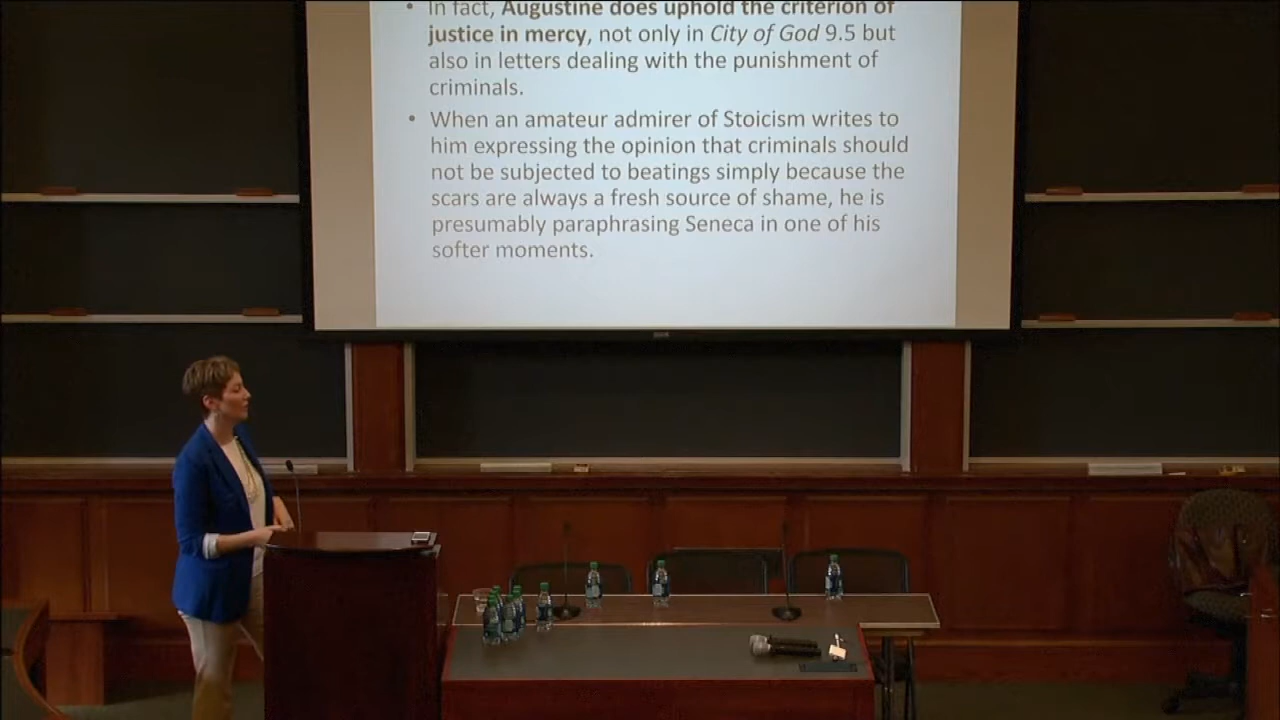 • In fact, Augustine does uphold the criterion of
justice in mercy, not only in City of God 9.5 but
also in letters dealing with the punishment of
criminals.
• When an amateur admirer of Stoicism writes to
him expressing the opinion that criminals should
not be subjected to beatings simply because the
scars are always a fresh source of shame, he is
presumably paraphrasing Seneca in one of his
softer moments.